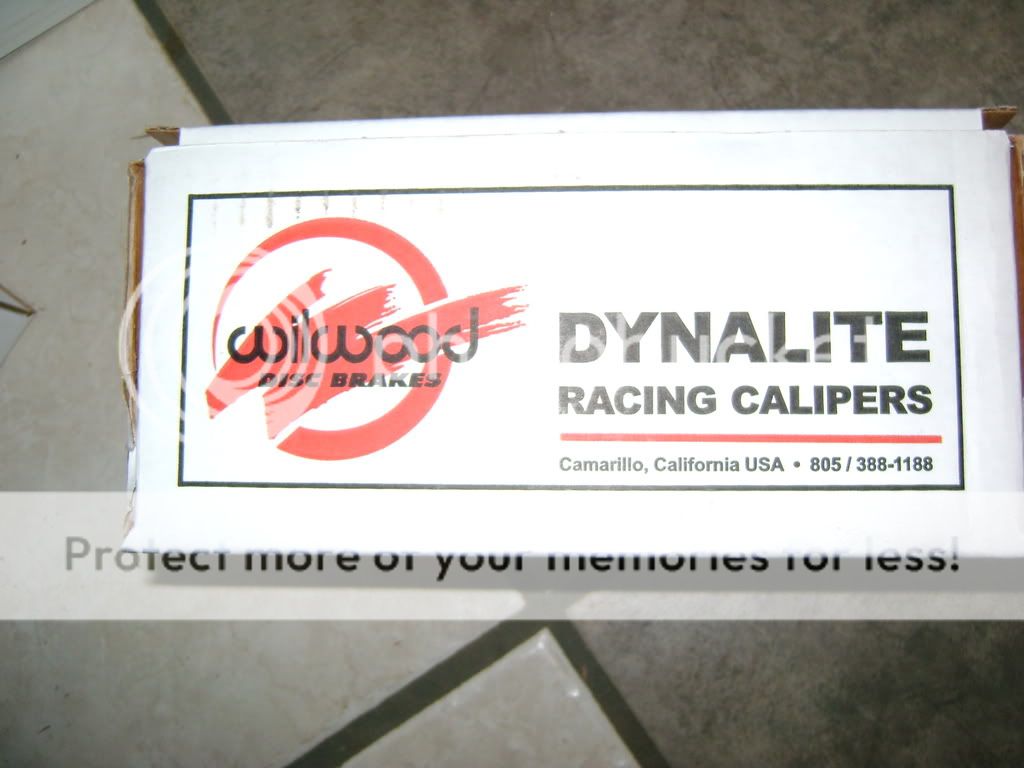 wilwood
DISC BRAKES
DYNALITE
RACING CALIPERS
Camarillo, California USA • 805 / 388-1188
photobucket
Protect more of your memories for less!